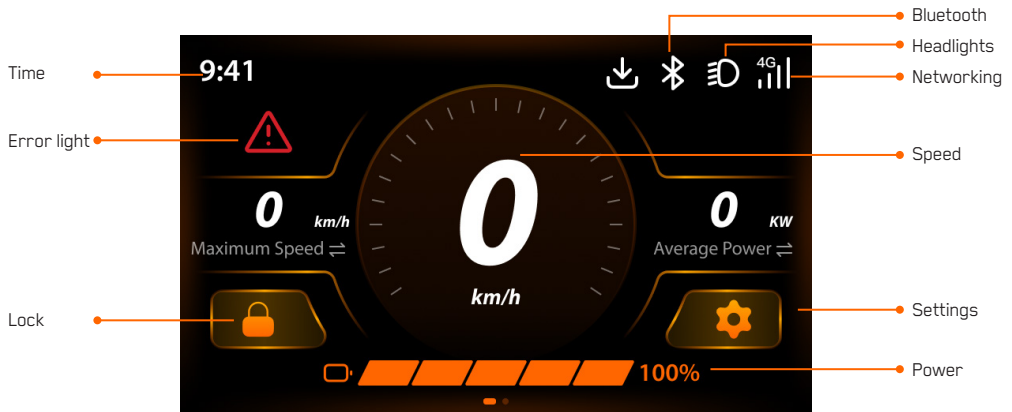 Bluetooth
Headlights
Networking
Time
9:41
4G
Error light
Speed
0
0 km/h
Maximum Speed
0 KW
Average Power
km/h
Lock
Settings
100%
Power